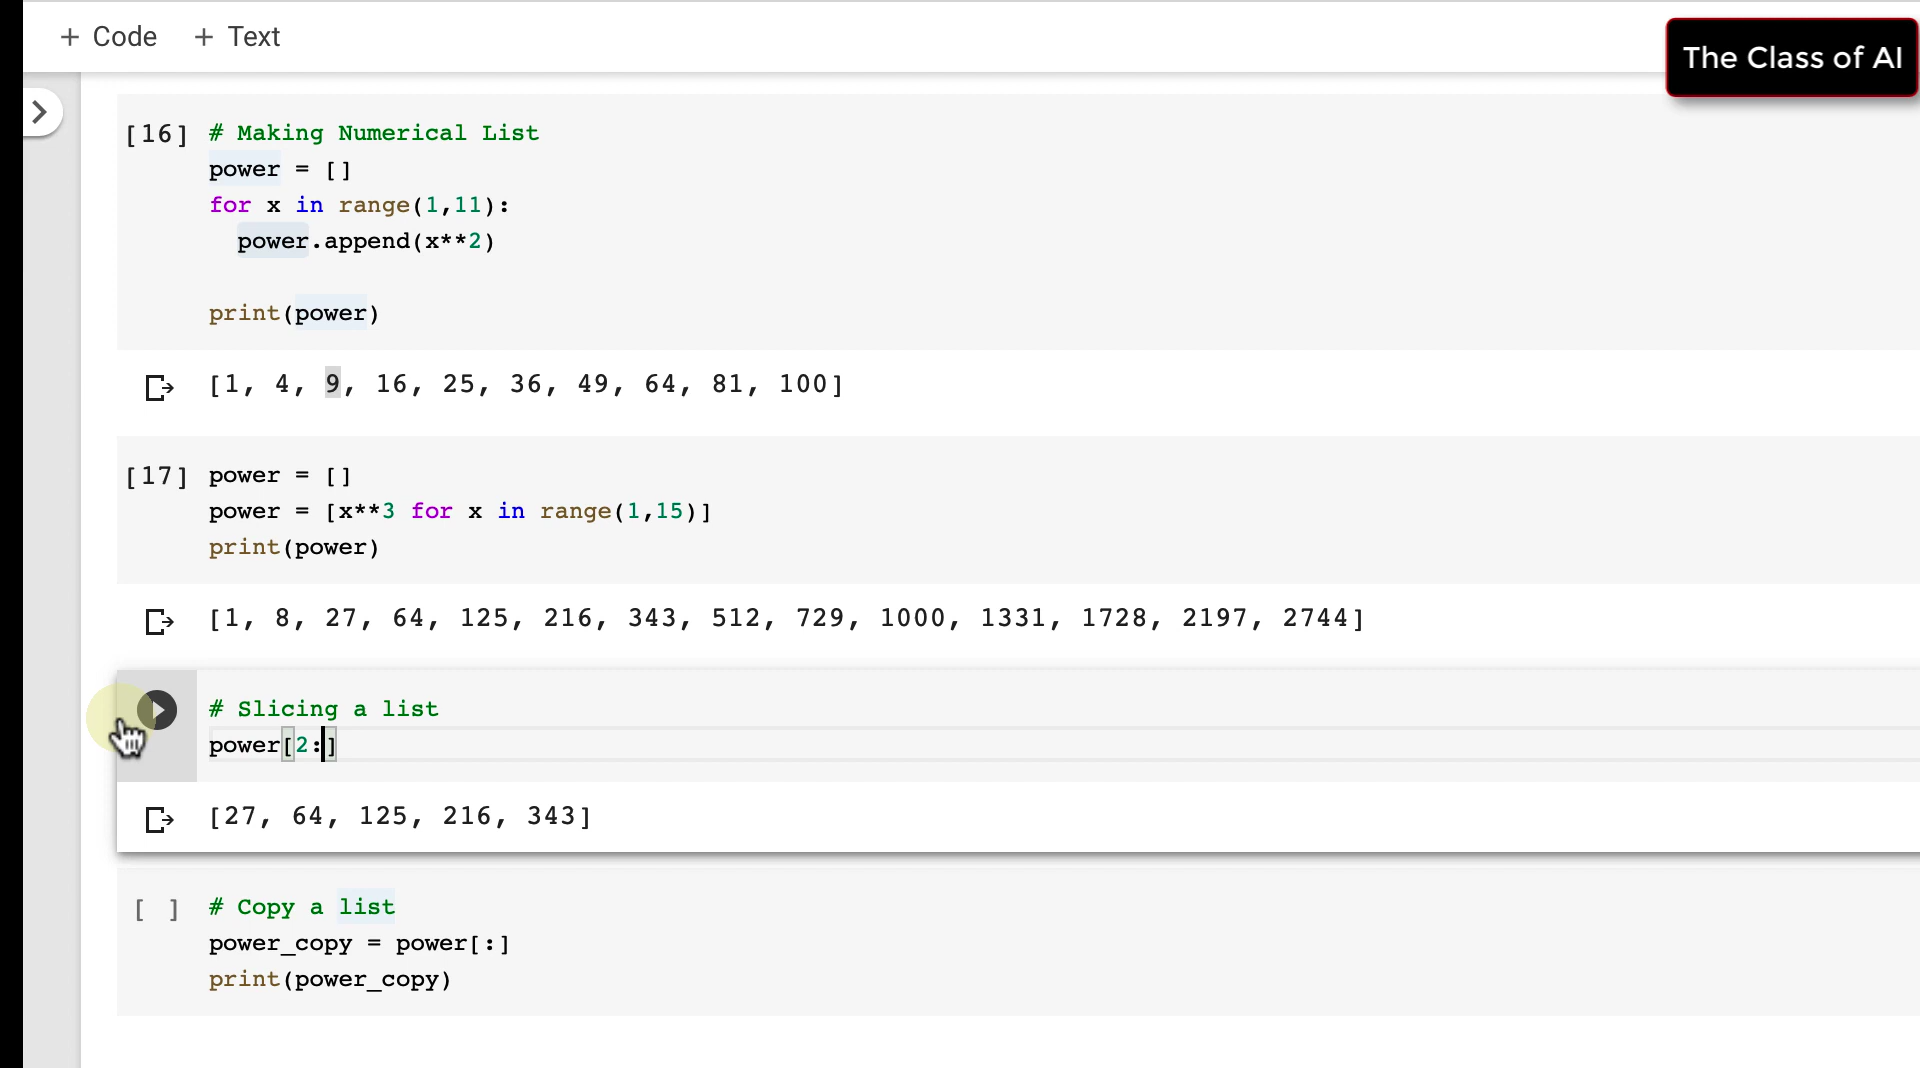 + Code + Text
The Class of AI
[16] # Making Numerical List
power = []
for x in range(1,11):
power.append(x**2)
print(power)
[1, 4, 9, 16, 25, 36, 49, 64, 81, 100]
[17] power = []
power = [x**3 for x in range(1,15)]
print(power)
[1, 8, 27, 64, 125, 216, 343, 512, 729, 1000, 1331, 1728, 2197, 2744]
# Slicing a list
power[2:]
[27, 64, 125, 216, 343]
[ ] # Copy a list
power_copy = power[:]
print(power_copy)